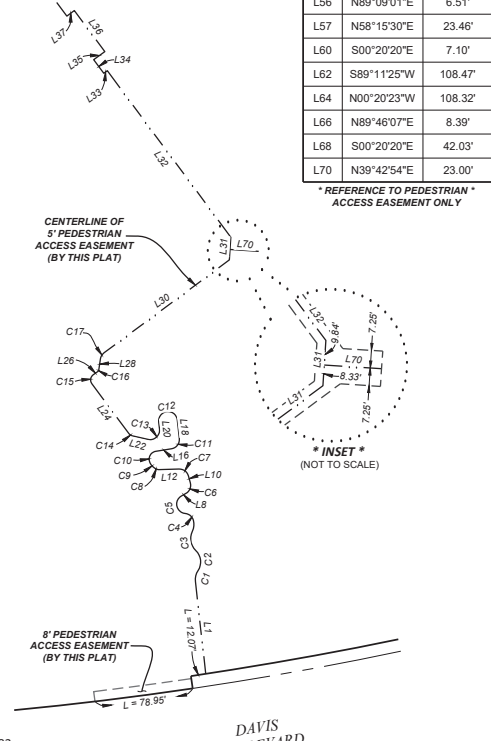 L56 N89°09'01"E 6.51'
L57 N58°15'30"E 23.46'
L60 S00°20'20"E 7.10'
L62 S89°11'25"W 108.47'
L64 N00°20'23"W 108.32'
L66 N89°46'07"E 8.39'
L68 S00°20'20"E 42.03'
L70 N39°42'54"E 23.00'
* REFERENCE TO PEDESTRIAN *
ACCESS EASEMENT ONLY
L37
L36
L35
L34
L33
L32
CENTERLINE OF
5' PEDESTRIAN
ACCESS EASEMENT
(BY THIS PLAT)
L31
L70
L30
L32
9.84'
7.25'
L31
L70
8.33'
L31
7.25'
* INSET *
(NOT TO SCALE)
C17
L26
L28
C15
C16
L24
C12
C13
L20
L18
C14
L22
C11
C10
L16
C7
C9
L12
C8
L10
C6
C5
L8
C4
C3
C2
C1
L1
L = 12.07'
8' PEDESTRIAN
ACCESS EASEMENT
(BY THIS PLAT)
L = 78.95'
DAVIS